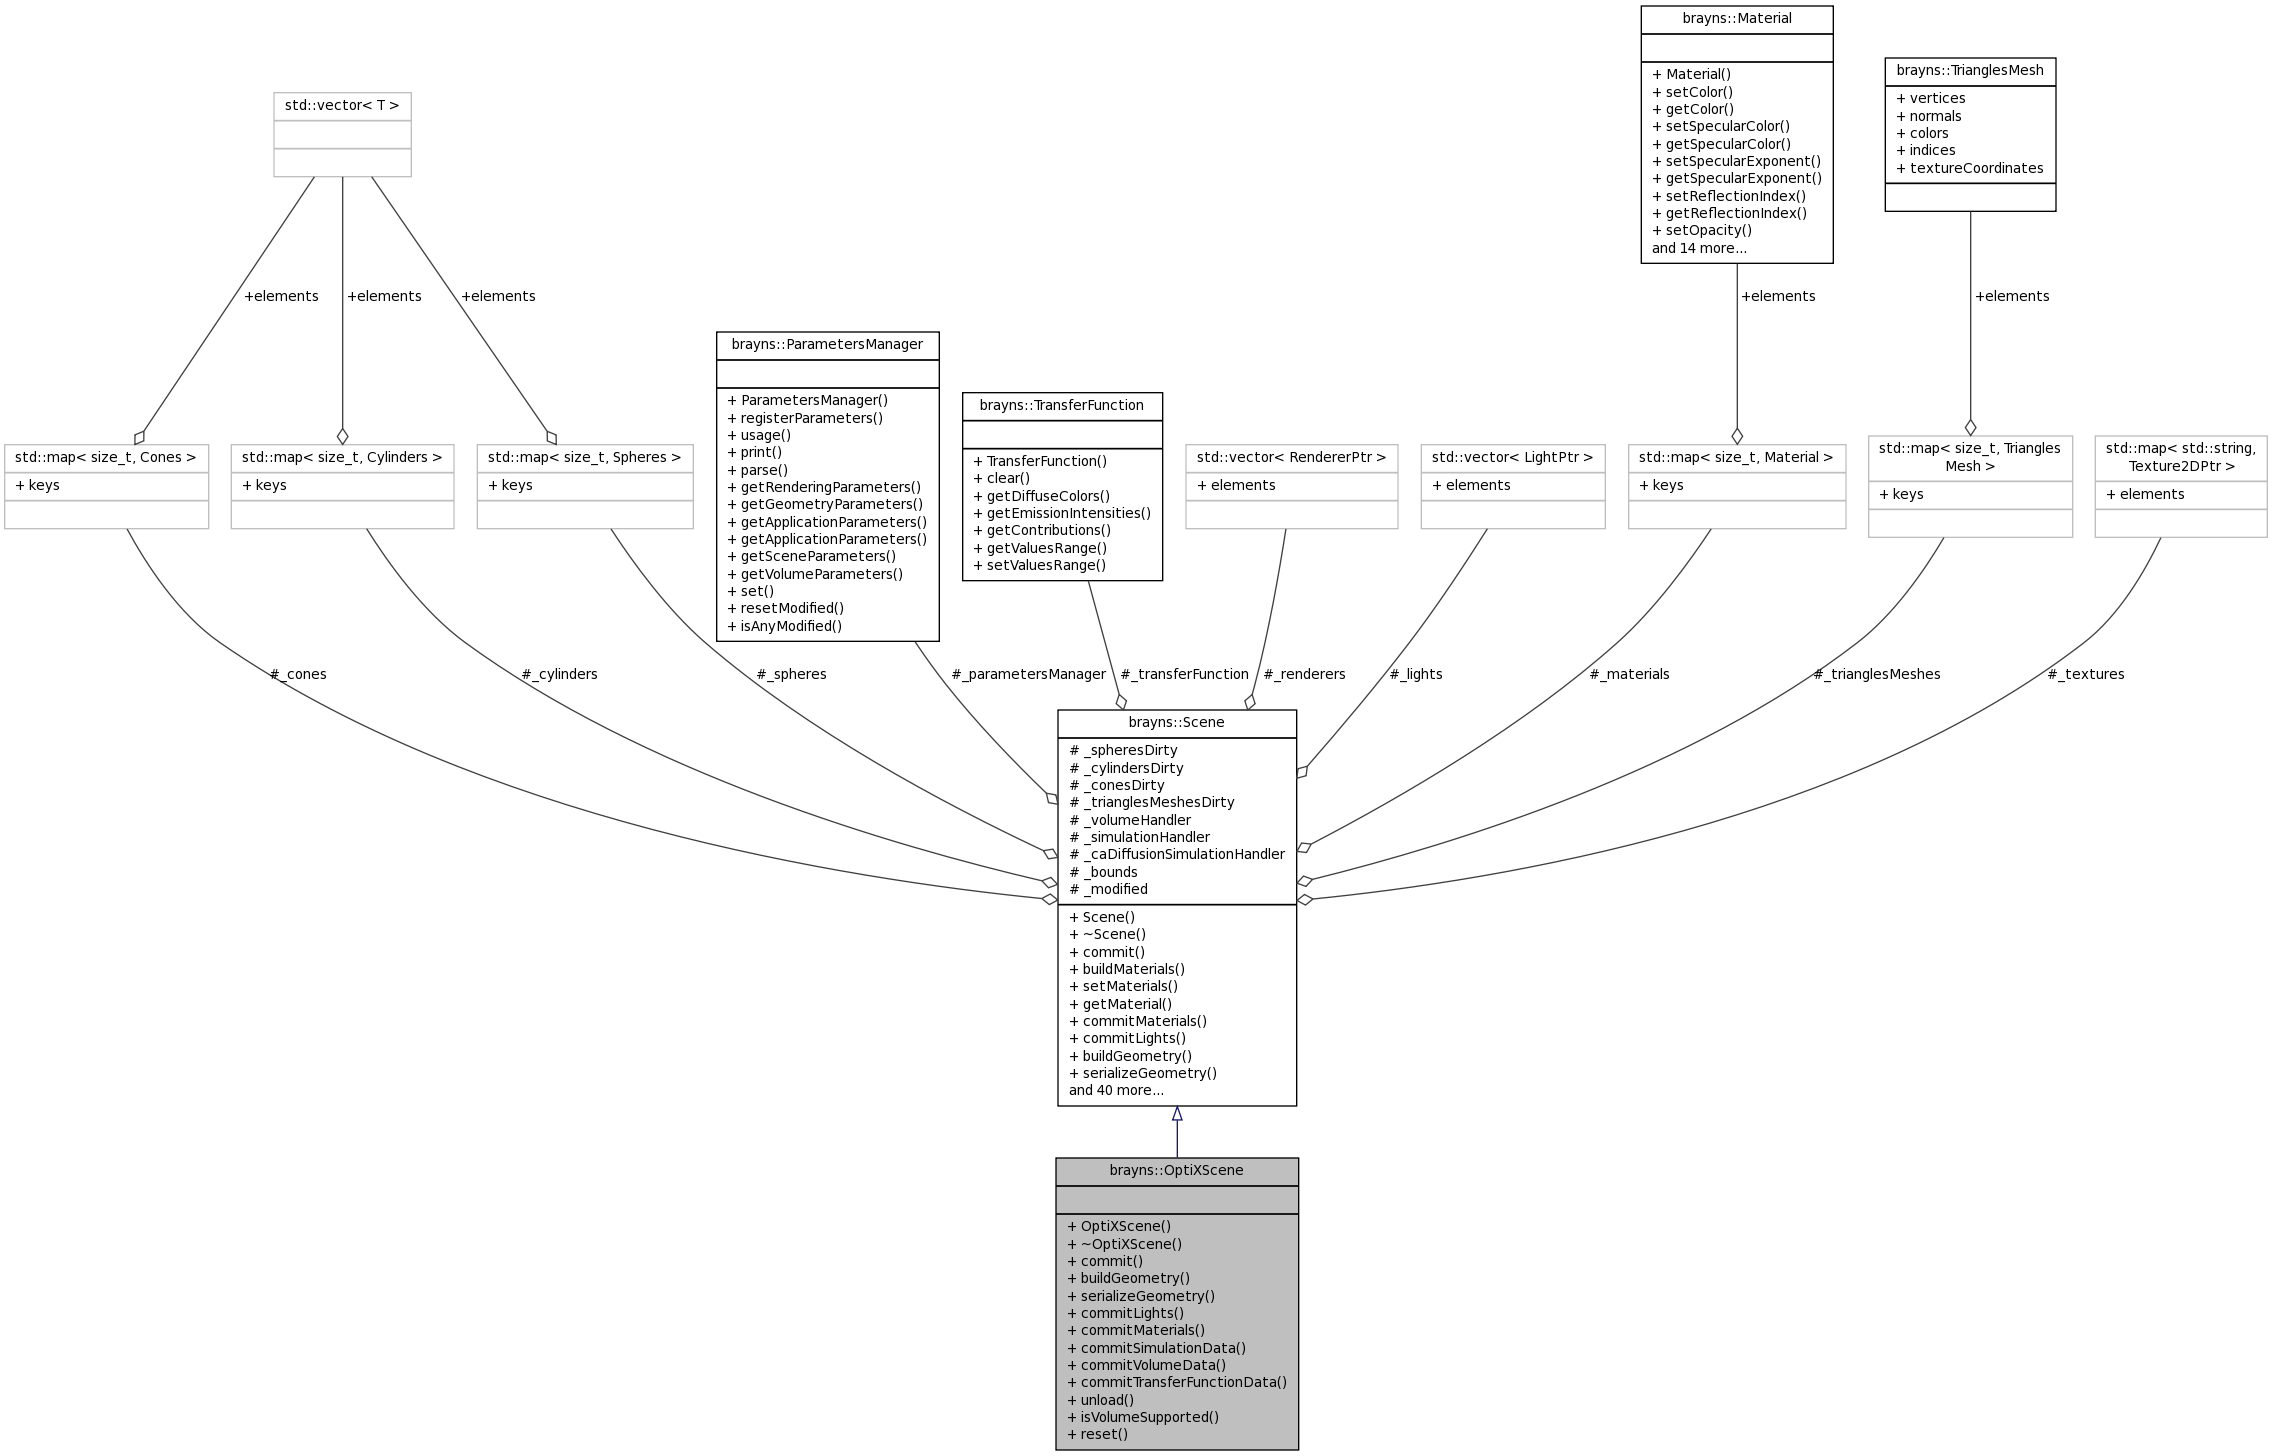 brayns::Material
+ Material()
+ setColor()
+ getColor()
+ setSpecularColor()
+ getSpecularColor()
+ setSpecularExponent()
+ getSpecularExponent()
+ setReflectionIndex()
+ getReflectionIndex()
+ setOpacity()
and 14 more...
brayns::TrianglesMesh
+ vertices
+ normals
+ colors
+ indices
+ textureCoordinates
std::vector< T >
+elements
+elements
+elements
+elements
+elements
std::map< size_t, Cones >
+ keys
std::map< size_t, Cylinders >
+ keys
std::map< size_t, Spheres >
+ keys
brayns::ParametersManager
+ ParametersManager()
+ registerParameters()
+ usage()
+ print()
+ parse()
+ getRenderingParameters()
+ getGeometryParameters()
+ getApplicationParameters()
+ getApplicationParameters()
+ getSceneParameters()
+ getVolumeParameters()
+ set()
+ resetModified()
+ isAnyModified()
brayns::TransferFunction
+ TransferFunction()
+ clear()
+ getDiffuseColors()
+ getEmissionIntensities()
+ getContributions()
+ getValuesRange()
+ setValuesRange()
std::vector< RendererPtr >
+ elements
std::vector< LightPtr >
+ elements
std::map< size_t, Material >
+ keys
std::map< size_t, Triangles
Mesh >
+ keys
std::map< std::string,
Texture2DPtr >
+ elements
#_cones
#_cylinders
#_spheres
#_parametersManager
#_transferFunction
#_renderers
#_lights
#_materials
#_trianglesMeshes
#_textures
brayns::Scene
# _spheresDirty
# _cylindersDirty
# _conesDirty
# _trianglesMeshesDirty
# _volumeHandler
# _simulationHandler
# _caDiffusionSimulationHandler
# _bounds
# _modified
+ Scene()
+ ~Scene()
+ commit()
+ buildMaterials()
+ setMaterials()
+ getMaterial()
+ commitMaterials()
+ commitLights()
+ buildGeometry()
+ serializeGeometry()
and 40 more...
brayns::OptiXScene
+ OptiXScene()
+ ~OptiXScene()
+ commit()
+ buildGeometry()
+ serializeGeometry()
+ commitLights()
+ commitMaterials()
+ commitSimulationData()
+ commitVolumeData()
+ commitTransferFunctionData()
+ unload()
+ isVolumeSupported()
+ reset()